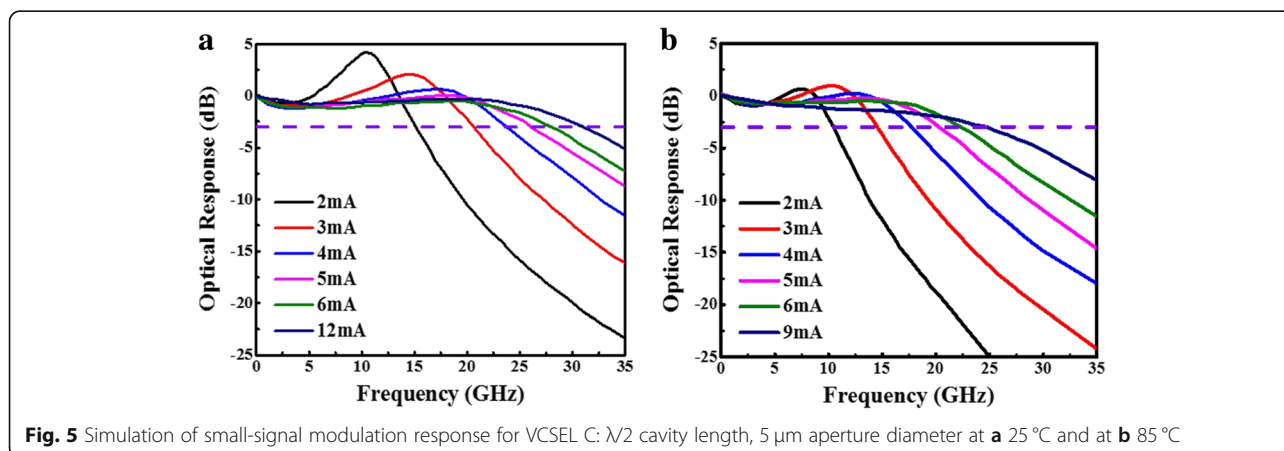 a
5
0
-5
-10
-15
-20
-25
Optical Response (dB)
2mA
3mA
4mA
5mA
6mA
12mA
0 5 10 15 20 25 30 35
Frequency (GHz)
b
5
0
-5
-10
-15
-20
-25
Optical Response (dB)
2mA
3mA
4mA
5mA
6mA
9mA
0 5 10 15 20 25 30 35
Frequency (GHz)
Fig. 5 Simulation of small-signal modulation response for VCSEL C: λ/2 cavity length, 5 μm aperture diameter at a 25 °C and at b 85 °C